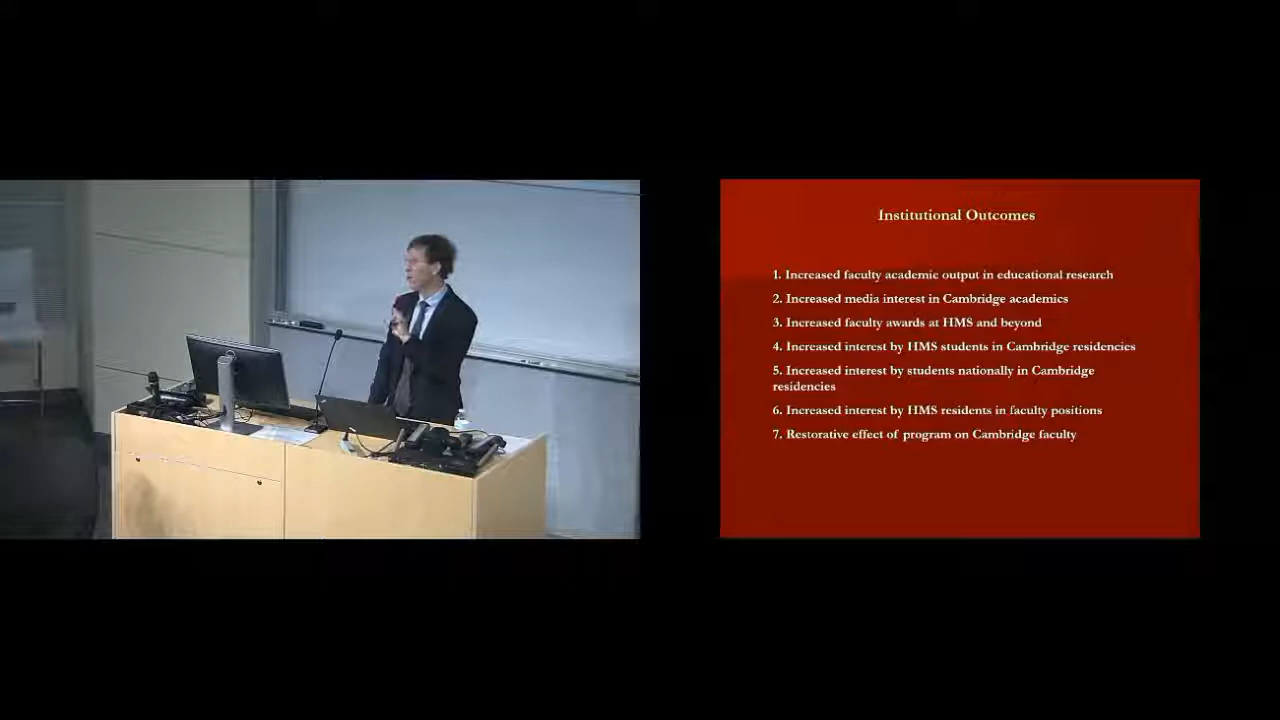 Institutional Outcomes
1. Increased faculty academic output in educational research
2. Increased media interest in Cambridge academics
3. Increased faculty awards at HMS and beyond
4. Increased interest by HMS students in Cambridge residencies
5. Increased interest by students nationally in Cambridge
residencies
6. Increased interest by HMS residents in faculty positions
7. Restorative effect of program on Cambridge faculty